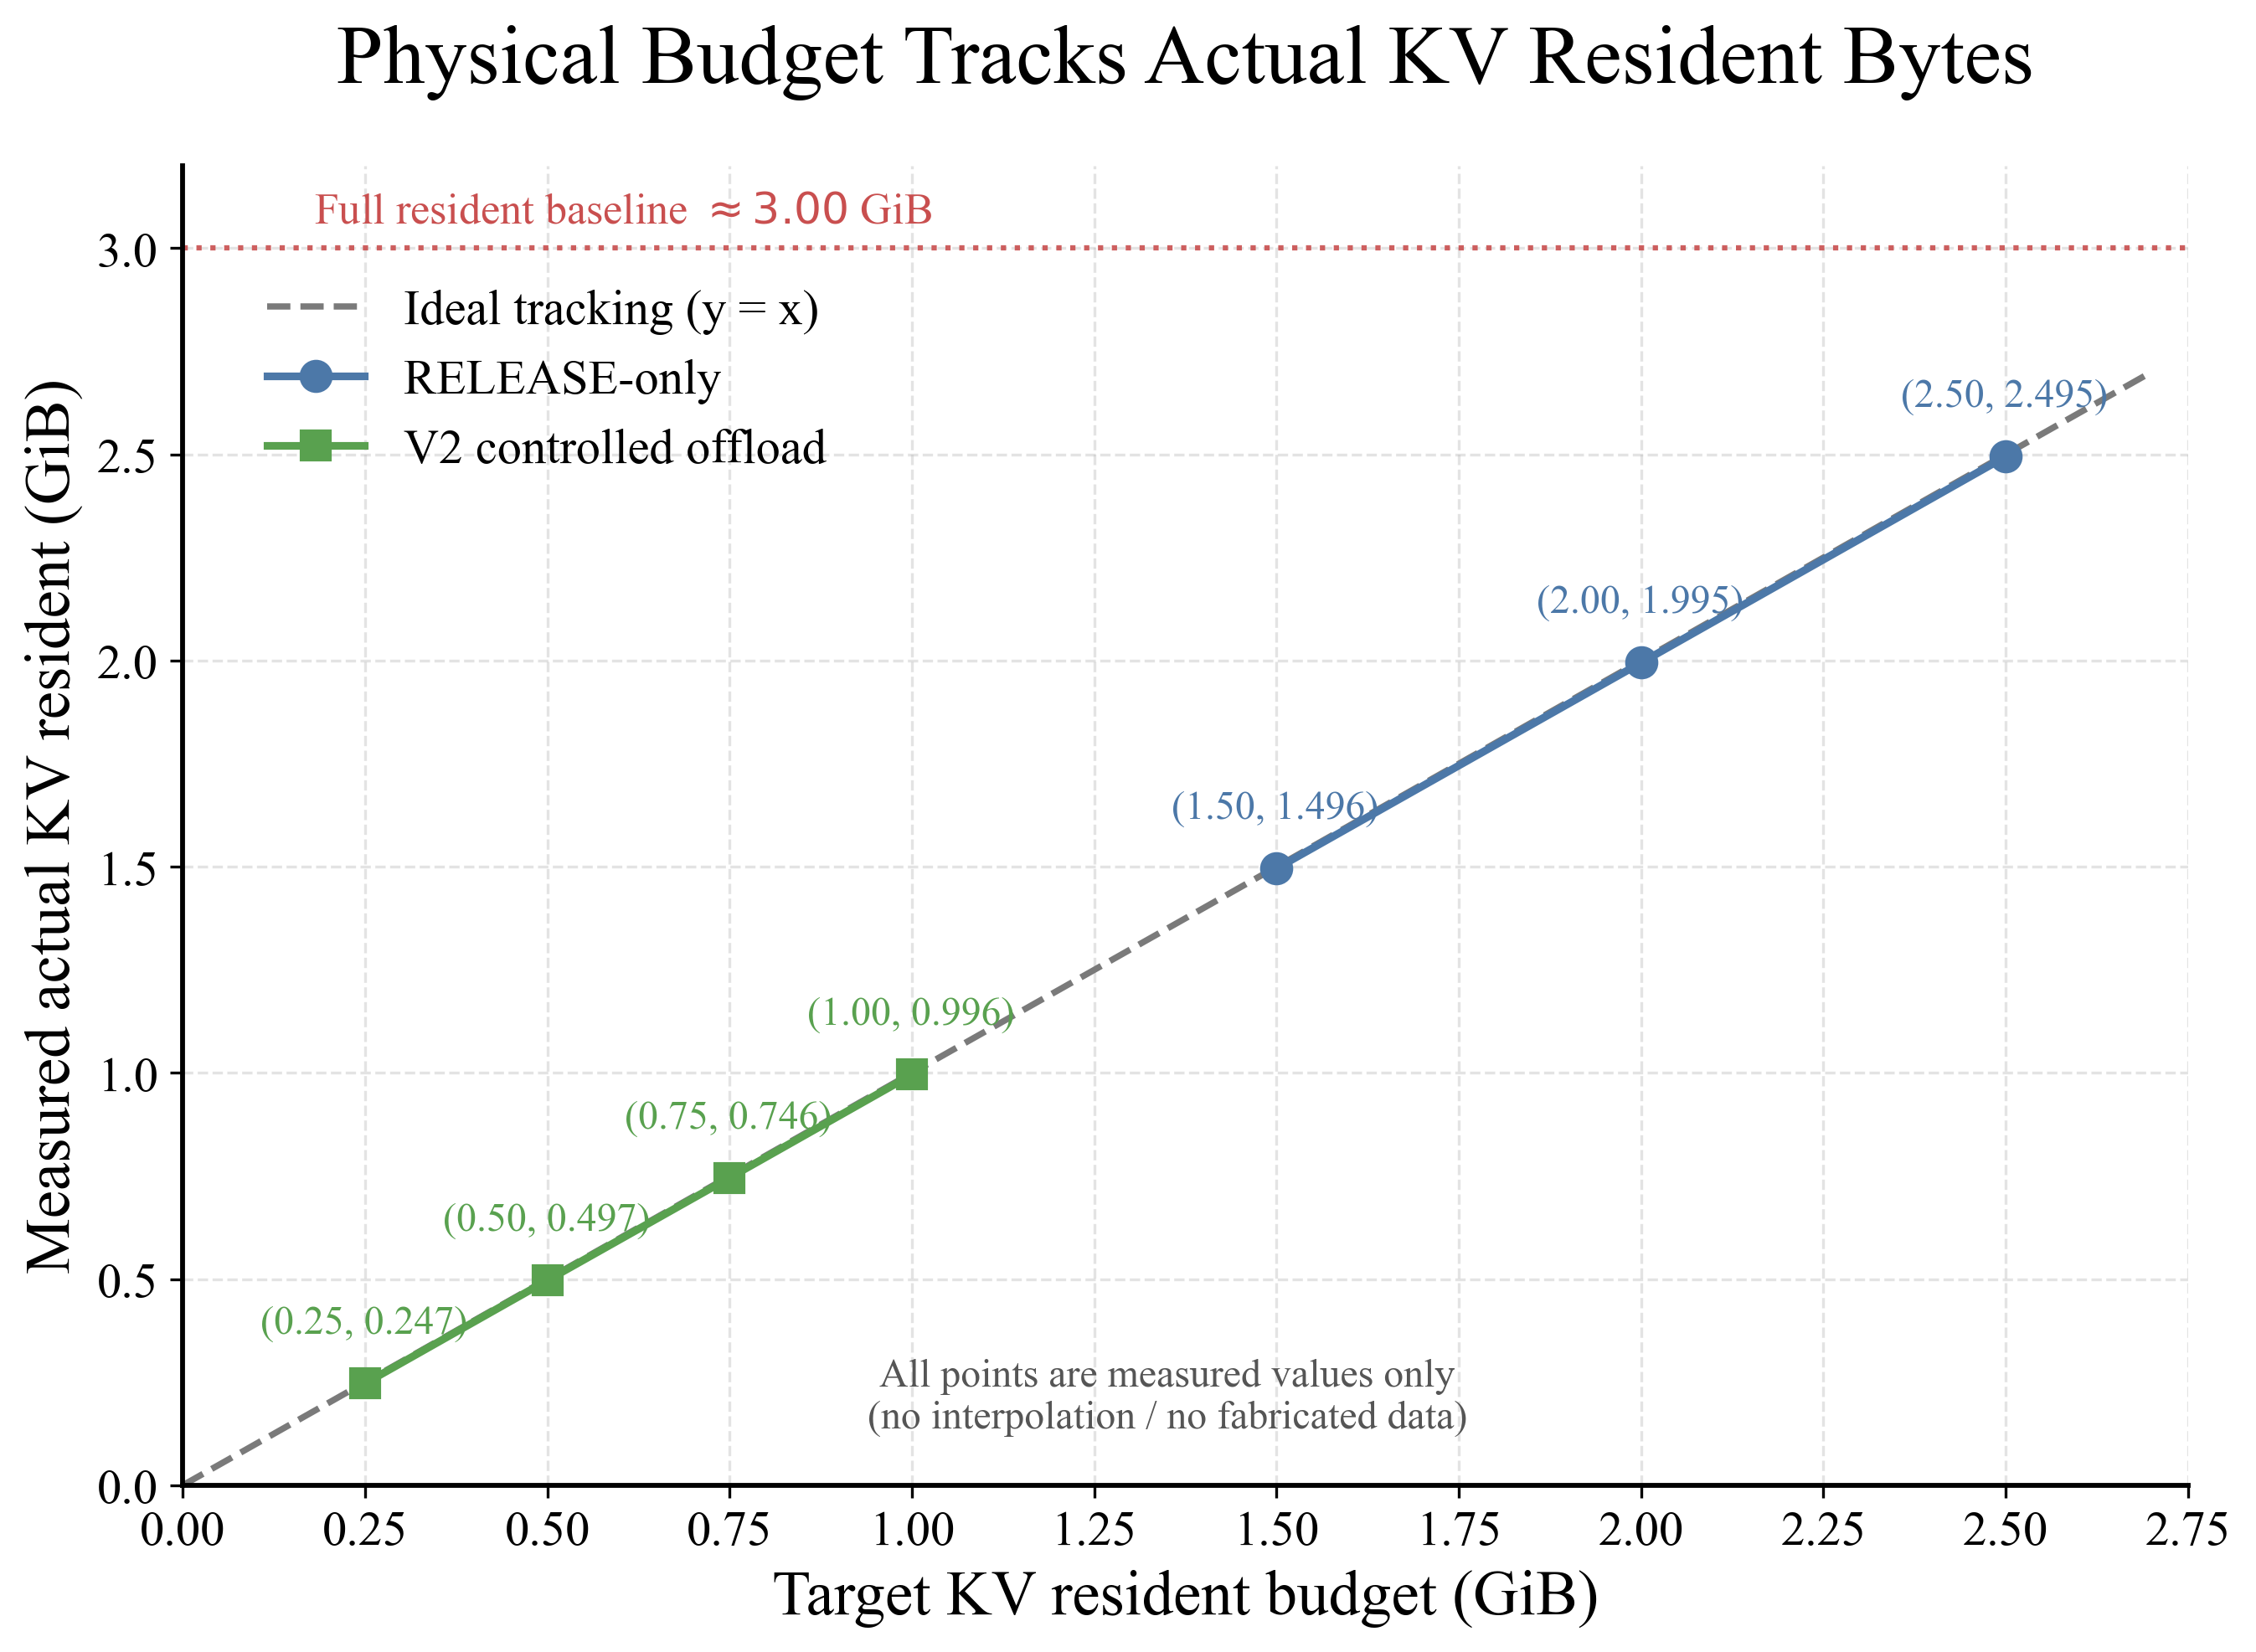 Physical Budget Tracks Actual KV Resident Bytes
Full resident baseline ≈ 3.00 GiB
Ideal tracking (y = x)
RELEASE-only
V2 controlled offload
Measured actual KV resident (GiB)
3.0
2.5
2.0
1.5
1.0
0.5
0.0
(2.50, 2.495)
(2.00, 1.995)
(1.50, 1.496)
(1.00, 0.996)
(0.75, 0.746)
(0.50, 0.497)
(0.25, 0.247)
All points are measured values only
(no interpolation / no fabricated data)
0.00 0.25 0.50 0.75 1.00 1.25 1.50 1.75 2.00 2.25 2.50 2.75
Target KV resident budget (GiB)